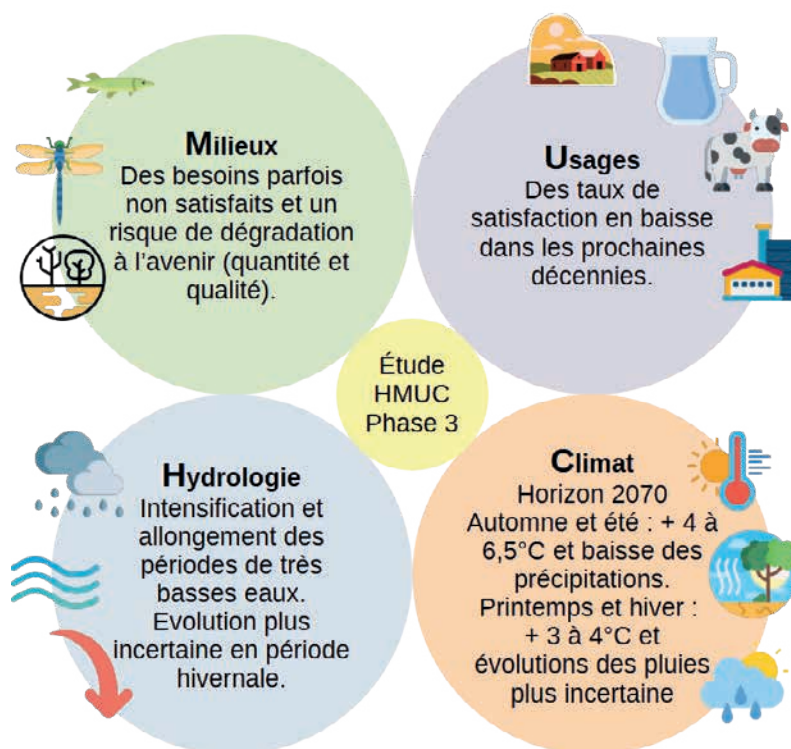 Milieux
Des besoins parfois
non satisfaits et un
risque de dégradation
à l'avenir (quantité et
qualité).
Usages
Des taux de
satisfaction en baisse
dans les prochaines
décennies.
Étude
HMUC
Phase 3
Hydrologie
Intensification et
allongement des
périodes de très
basses eaux.
Evolution plus
incertaine en période
hivernale.
Climat
Horizon 2070
Automne et été : + 4 à
6,5°C et baisse des
précipitations.
Printemps et hiver :
+ 3 à 4°C et
évolutions des pluies
plus incertaine